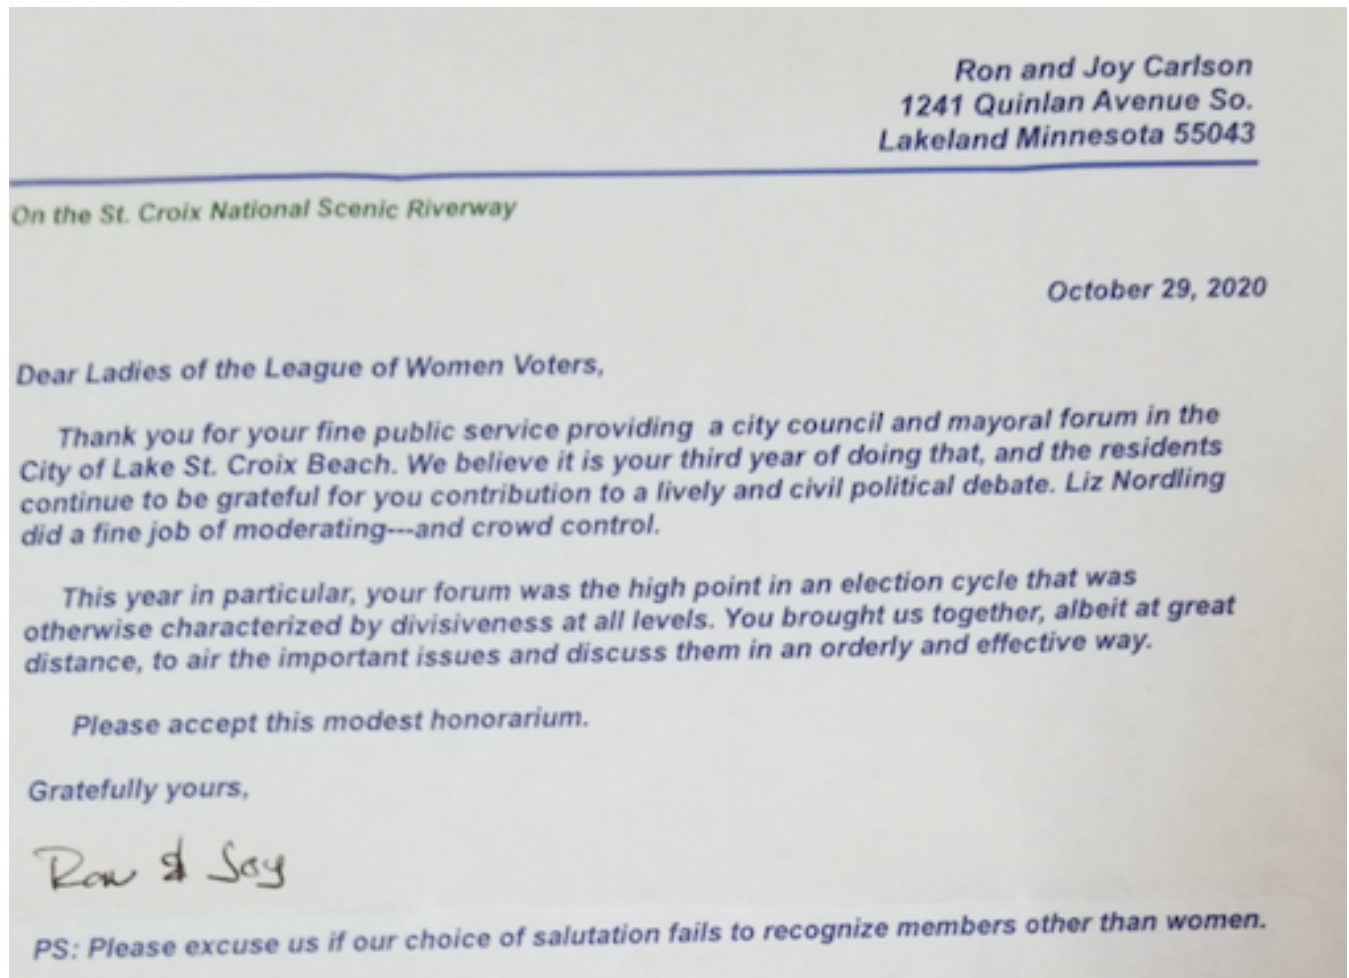 Ron and Joy Carlson
1241 Quinlan Avenue So.
Lakeland Minnesota 55043
On the St. Croix National Scenic Riverway
October 29, 2020
Dear Ladies of the League of Women Voters,
Thank you for your fine public service providing  a city council and mayoral forum in the
City of Lake St. Croix Beach. We believe it is your third year of doing that, and the residents
continue to be grateful for you contribution to a lively and civil political debate. Liz Nordling
did a fine job of moderating---and crowd control.
This year in particular, your forum was the high point in an election cycle that was
otherwise characterized by divisiveness at all levels. You brought us together, albeit at great
distance, to air the important issues and discuss them in an orderly and effective way.
Please accept this modest honorarium.
Gratefully yours,
Ron & Joy
PS: Please excuse us if our choice of salutation fails to recognize members other than women.